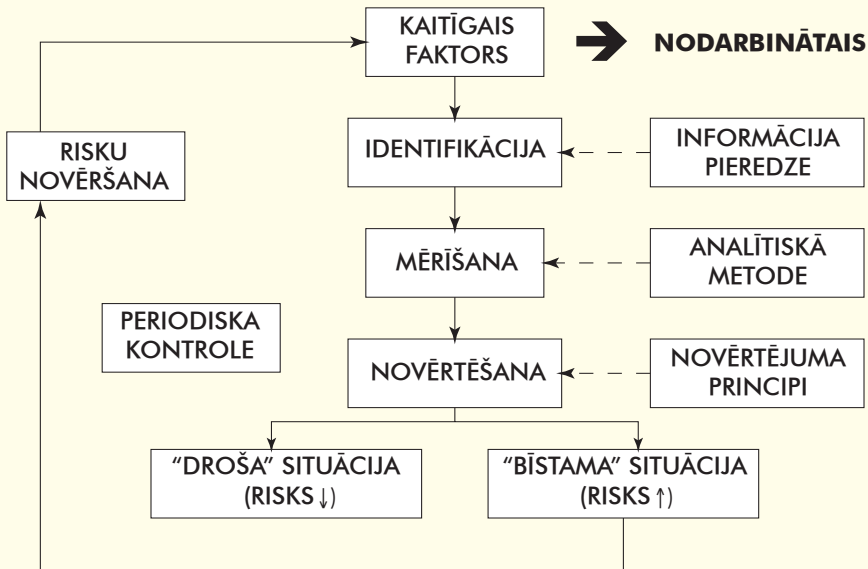 KAITĪGAIS
FAKTORS
NODARBINĀTAIS
RISKU
NOVĒRŠANA
IDENTIFIKĀCIJA
INFORMĀCIJA
PIEREDZE
MĒRĪŠANA
ANALĪTISKĀ
METODE
PERIODISKA
KONTROLE
NOVĒRTĒŠANA
NOVĒRTĒJUMA
PRINCIPI
“DROŠA” SITUĀCIJA
(RISKS ↓)
“BĪSTAMA” SITUĀCIJA
(RISKS ↑)